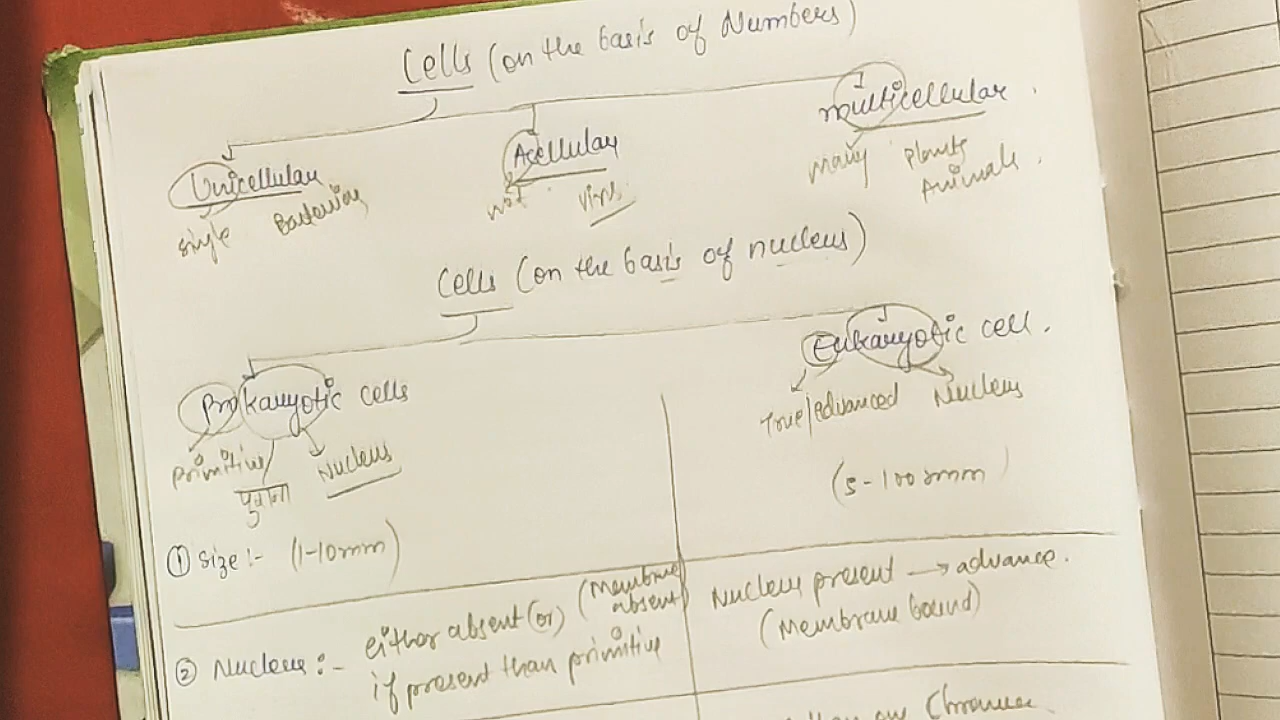 Cells (on the basis of Numbers)
Unicellular Acellular multicellular.
single Bacterias not virus many plants
Animals.
Cells (on the basis of nucleus)
Prokaryotic cells Eukaryotic cell.
primitive/ Nucleus True/advanced Nucleus
पुराना
(5-100mm)
① Size :- (1-10mm)
② Nucleus :- either absent (or) (Membrane absent)
if present than primitive
Nucleus present → advance.
(Membrane bound)